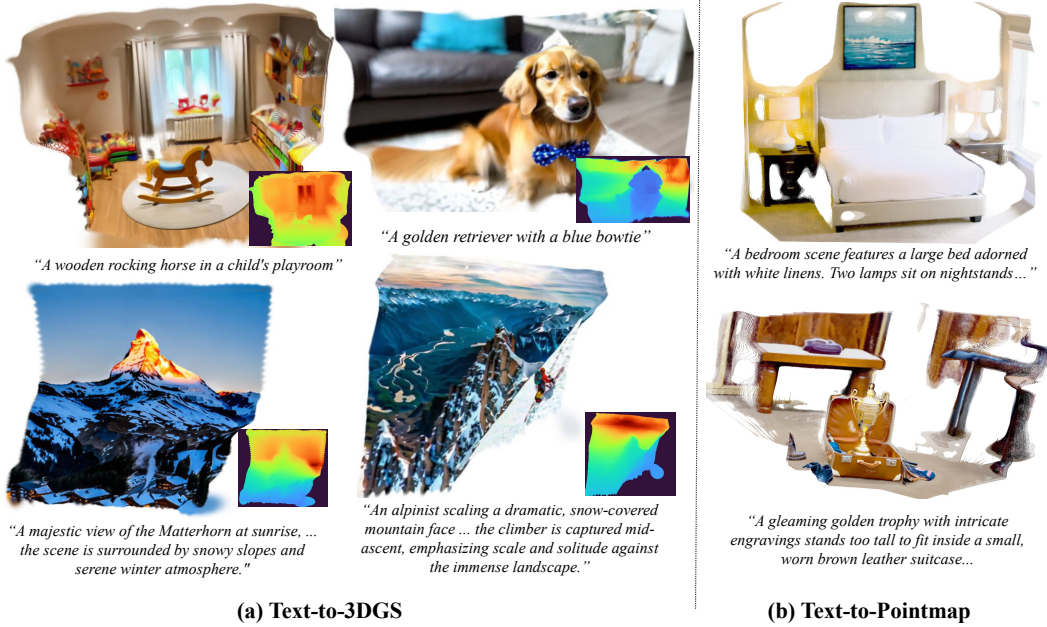 “A wooden rocking horse in a child's playroom”
“A golden retriever with a blue bowtie”
“A majestic view of the Matterhorn at sunrise, ...
the scene is surrounded by snowy slopes and
serene winter atmosphere."
“An alpinist scaling a dramatic, snow-covered
mountain face ... the climber is captured mid-
ascent, emphasizing scale and solitude against
the immense landscape.”
(a) Text-to-3DGS
“A bedroom scene features a large bed adorned
with white linens. Two lamps sit on nightstands…”
“A gleaming golden trophy with intricate
engravings stands too tall to fit inside a small,
worn brown leather suitcase...
(b) Text-to-Pointmap